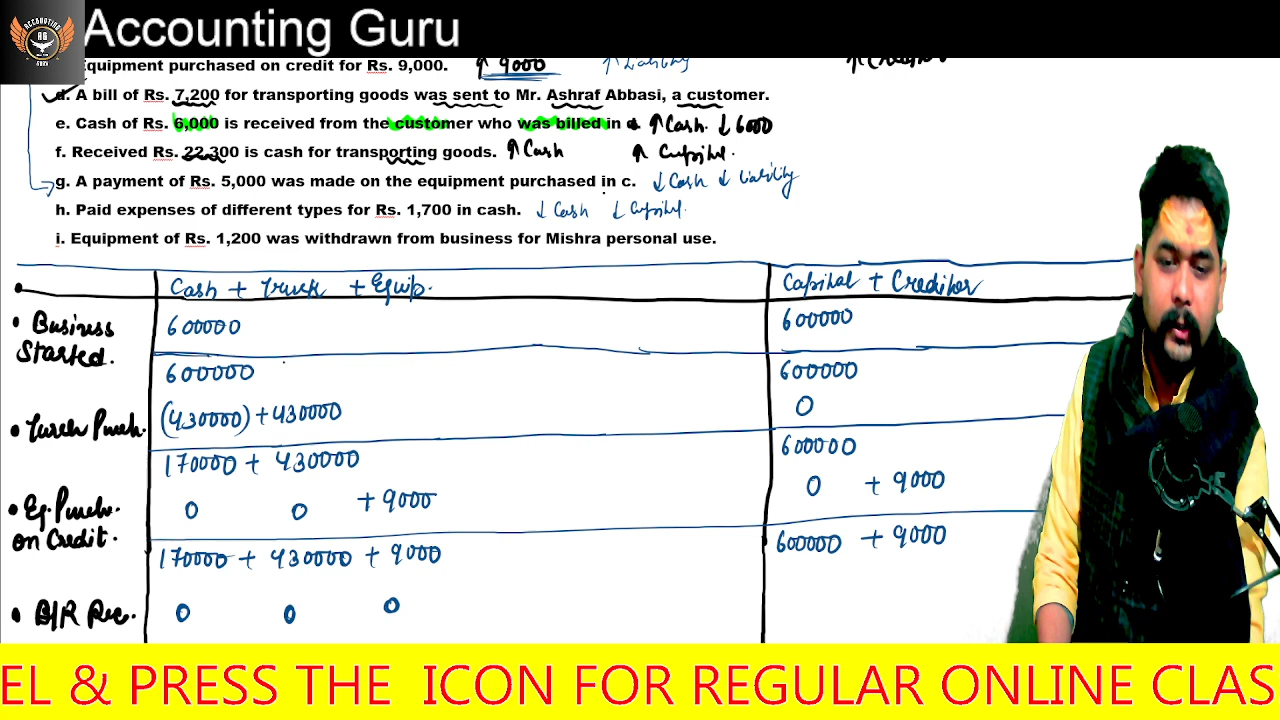 ACCOUNTING
AG
GURU
Accounting Guru
quipment purchased on credit for Rs. 9,000. ↑ 9000 ↑ Liability
d. A bill of Rs. 7,200 for transporting goods was sent to Mr. Ashraf Abbasi, a customer.
e. Cash of Rs. 6,000 is received from the customer who was billed in ↑ Cash. ↓ 6000
f. Received Rs. 22,300 is cash for transporting goods. ↑ Cash ↑ Capital.
g. A payment of Rs. 5,000 was made on the equipment purchased in c. ↓ Cash ↓ liability
h. Paid expenses of different types for Rs. 1,700 in cash. ↓ Cash ↓ Capital.
i. Equipment of Rs. 1,200 was withdrawn from business for Mishra personal use.
Cash + Truck + Equip. Capital + Creditor
• Business Started. 600000 600000
600000 600000
• Truck Purch. (430000) + 430000 0
170000 + 430000 600000
• Eq. Purch. on Credit. 0 0 + 9000 0 + 9000
170000 + 430000 + 9000 600000 + 9000
• B/R Rec. 0 0 0
EL & PRESS THE ICON FOR REGULAR ONLINE CLAS